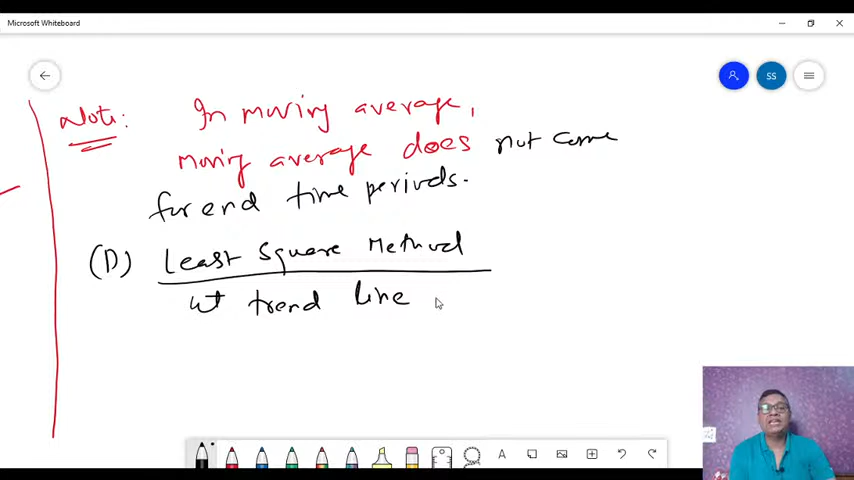 Microsoft Whiteboard
SS
Note: In moving average,
moving average does not come
for end time periods.
(D) Least Square Method
Let trend line
A